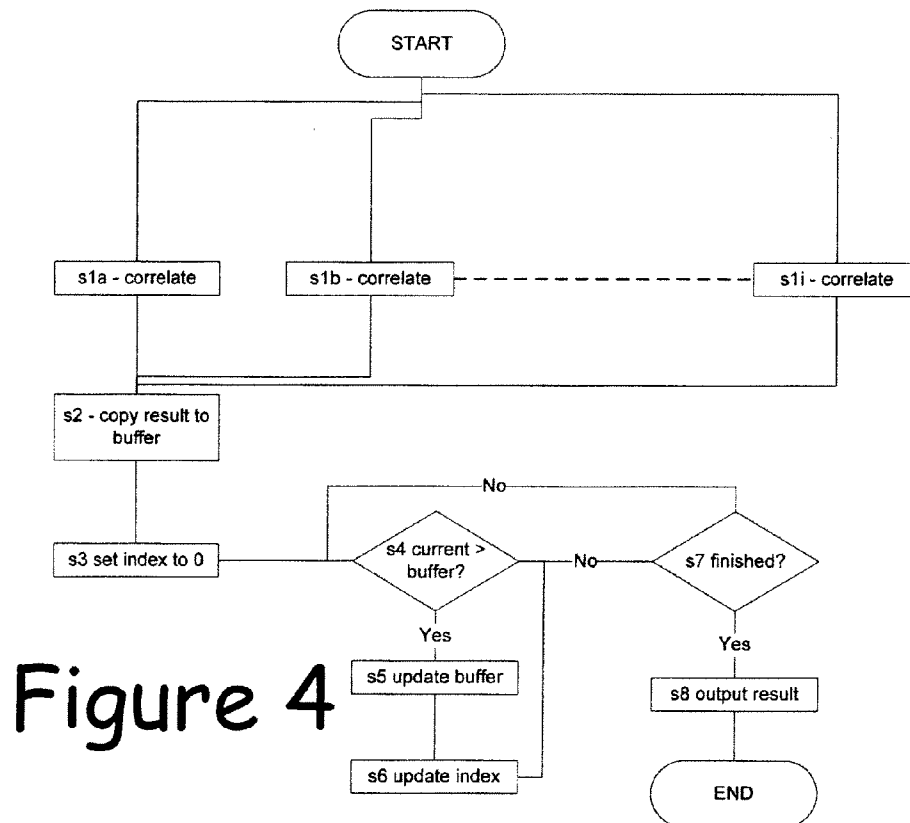 START
s1a - correlate
s1b - correlate
s1i - correlate
s2 - copy result to
buffer
No
s3 set index to 0
s4 current >
buffer?
No
s7 finished?
Yes
Yes
s5 update buffer
s8 output result
s6 update index
END
Figure 4